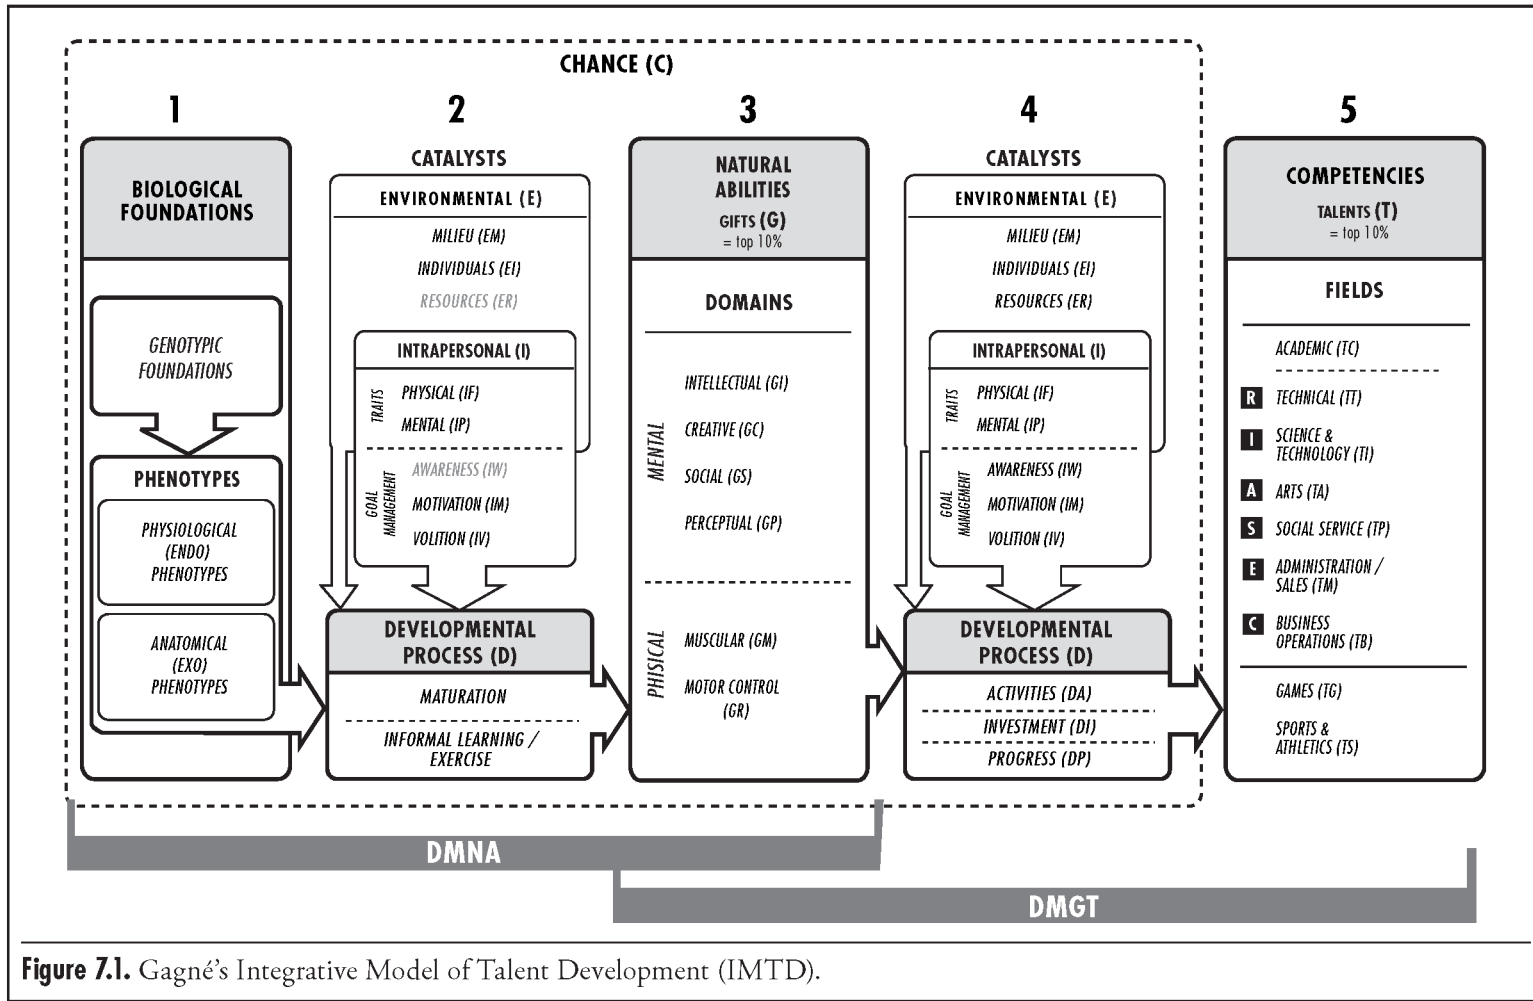 CHANCE (C)
1
BIOLOGICAL
FOUNDATIONS
GENOTYPIC
FOUNDATIONS
PHENOTYPES
PHYSIOLOGICAL
(ENDO)
PHENOTYPES
ANATOMICAL
(EXO)
PHENOTYPES
2
CATALYSTS
ENVIRONMENTAL (E)
MILIEU (EM)
INDIVIDUALS (EI)
RESOURCES (ER)
INTRAPERSONAL (I)
TRAITS
PHYSICAL (IF)
MENTAL (IP)
GOAL
MANAGEMENT
AWARENESS (IW)
MOTIVATION (IM)
VOLITION (IV)
DEVELOPMENTAL
PROCESS (D)
MATURATION
INFORMAL LEARNING /
EXERCISE
3
NATURAL
ABILITIES
GIFTS (G)
= top 10%
DOMAINS
MENTAL
INTELLECTUAL (GI)
CREATIVE (GC)
SOCIAL (GS)
PERCEPTUAL (GP)
PHISICAL
MUSCULAR (GM)
MOTOR CONTROL
(GR)
4
CATALYSTS
ENVIRONMENTAL (E)
MILIEU (EM)
INDIVIDUALS (EI)
RESOURCES (ER)
INTRAPERSONAL (I)
TRAITS
PHYSICAL (IF)
MENTAL (IP)
GOAL
MANAGEMENT
AWARENESS (IW)
MOTIVATION (IM)
VOLITION (IV)
DEVELOPMENTAL
PROCESS (D)
ACTIVITIES (DA)
INVESTMENT (DI)
PROGRESS (DP)
5
COMPETENCIES
TALENTS (T)
= top 10%
FIELDS
ACADEMIC (TC)
R TECHNICAL (TT)
I SCIENCE &
TECHNOLOGY (TI)
A ARTS (TA)
S SOCIAL SERVICE (TP)
E ADMINISTRATION /
SALES (TM)
C BUSINESS
OPERATIONS (TB)
GAMES (TG)
SPORTS &
ATHLETICS (TS)
DMNA
DMGT
Figure 7.1. Gagné's Integrative Model of Talent Development (IMTD).